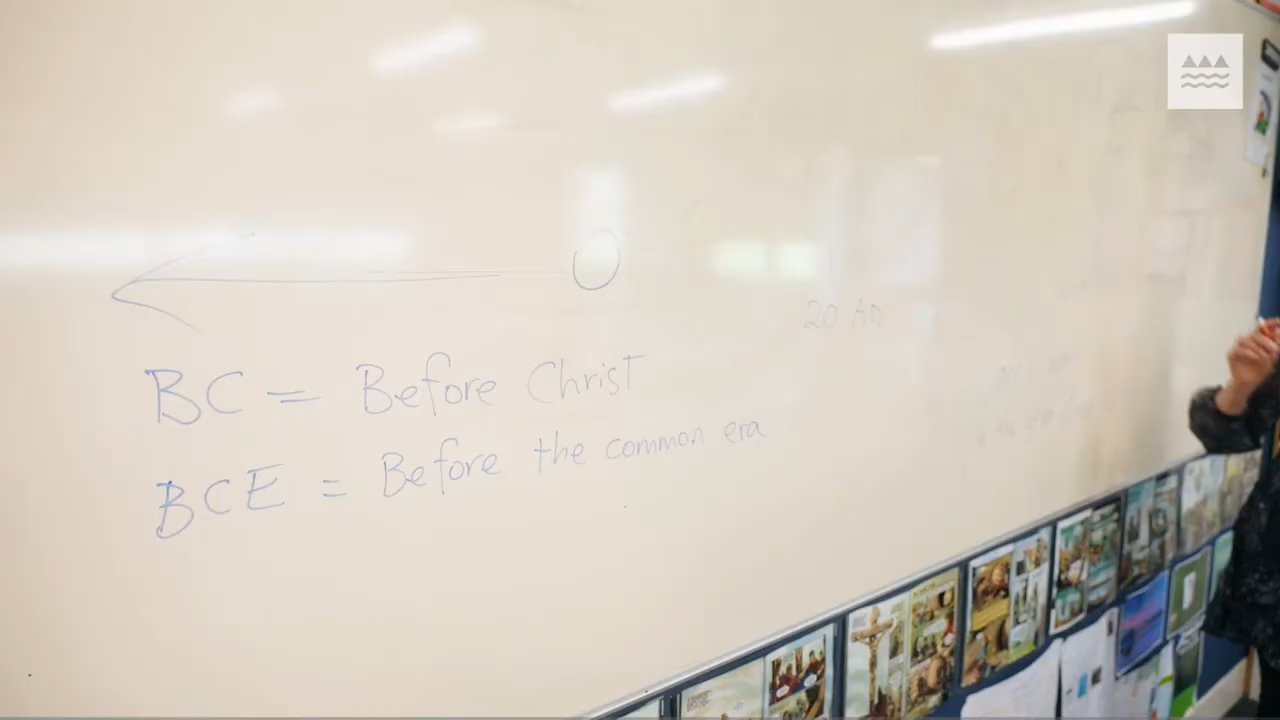 O
20 AD
BC = Before Christ
BCE = Before the common era